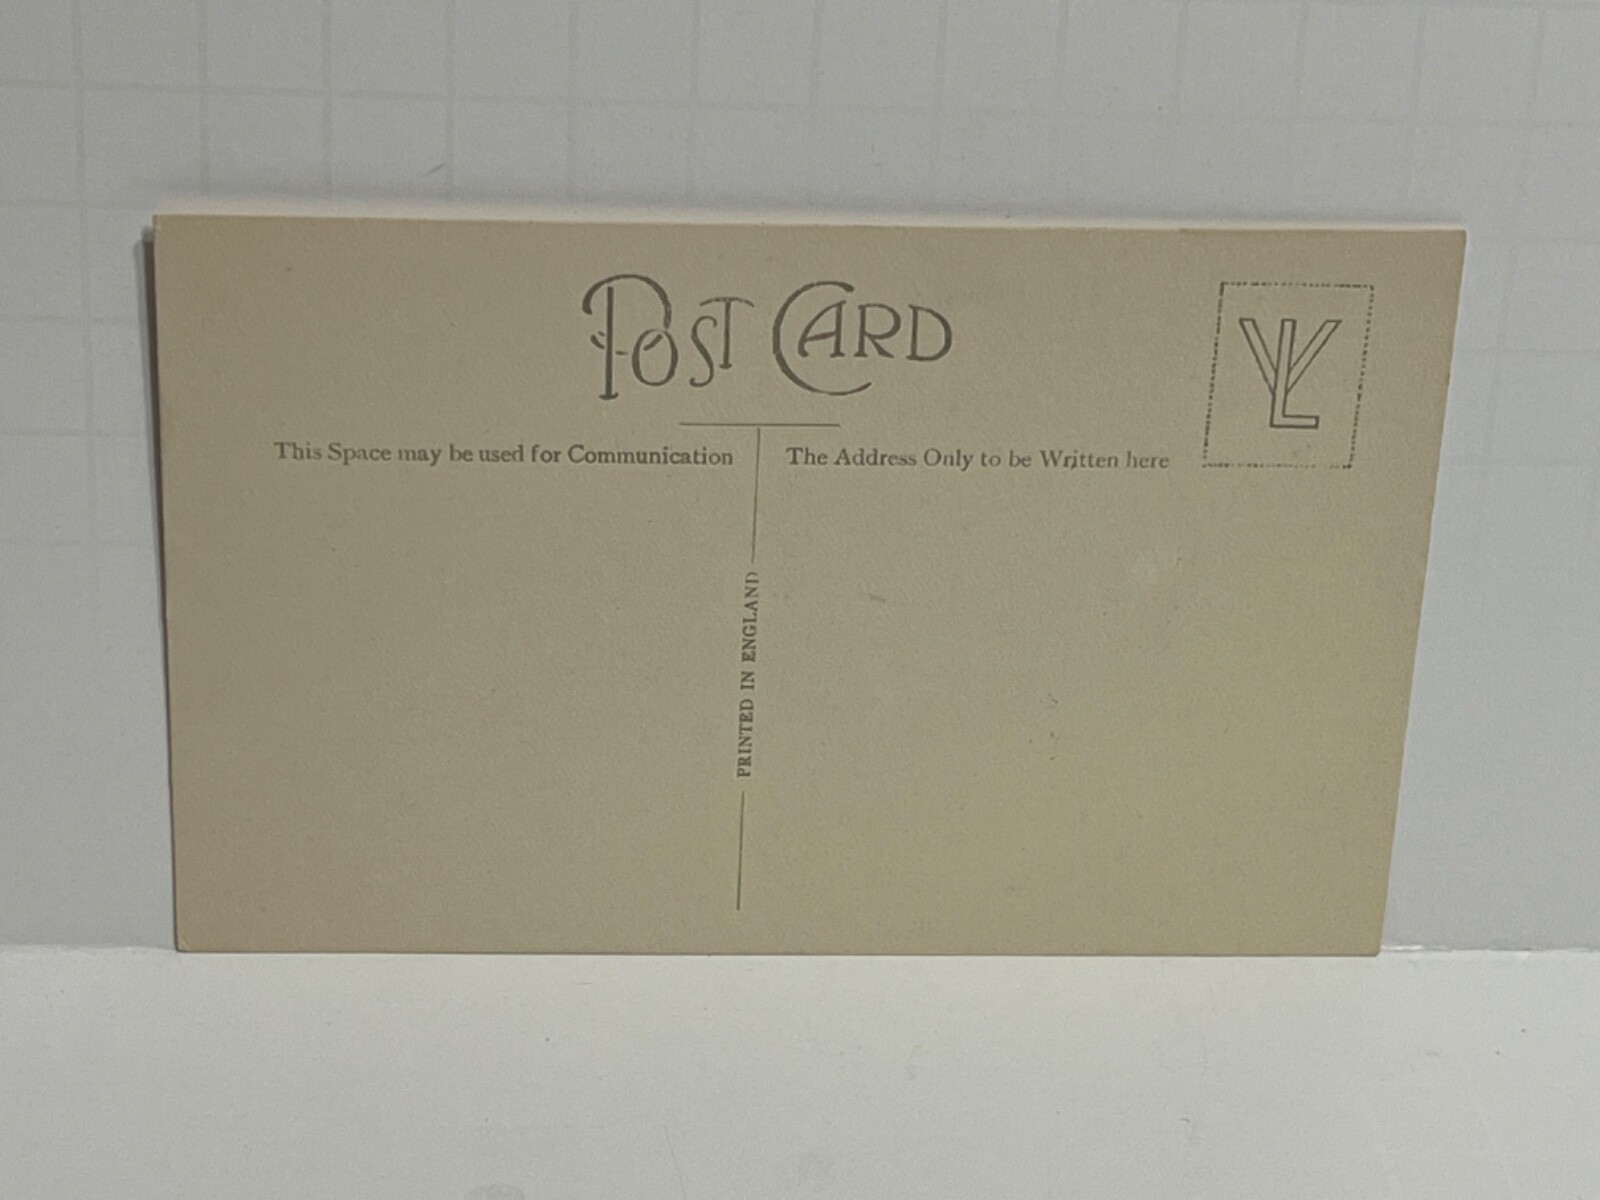 POST CARD
This Space may be used for Communication
The Address Only to be Written here
PRINTED IN ENGLAND